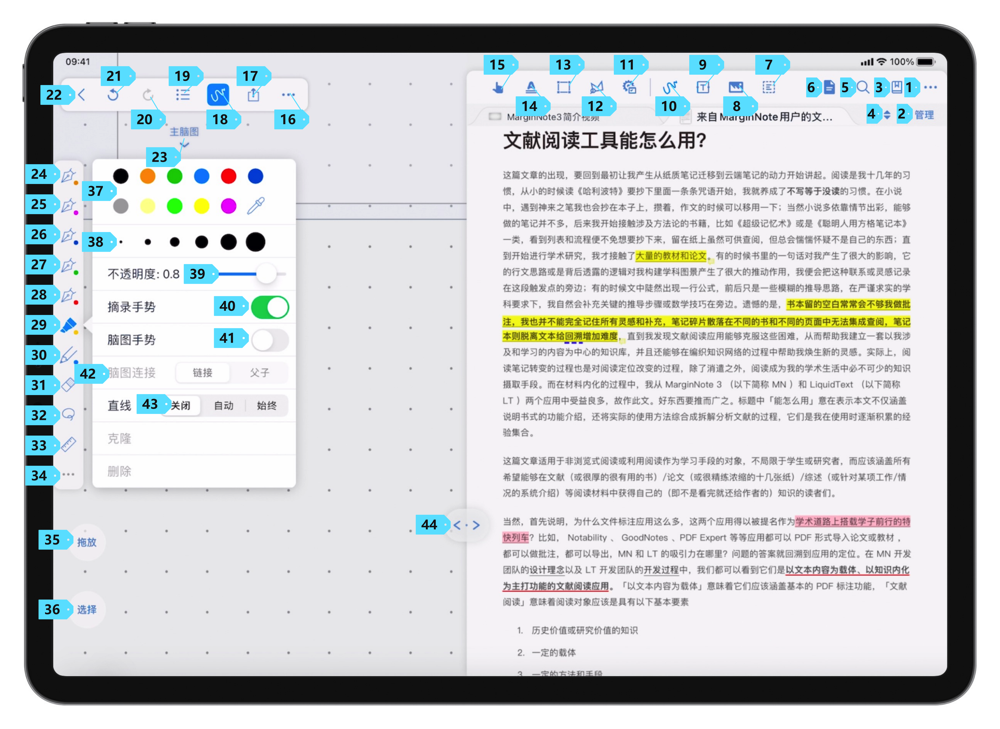 09:41
100%
21
19
17
22
20
18
16
15
13
11
9
7
14
12
10
8
6
5
3
1
4
2
管理
MarginNote3简介视频
来自MarginNote用户的文...
主脑图
23
24
25
26
27
28
29
30
31
32
33
34
37
38
不透明度: 0.8
39
摘录手势
40
脑图手势
41
42
脑图连接
链接
父子
直线
43
关闭
自动
始终
克隆
删除
35
拖放
36
选择
44
文献阅读工具能怎么用？
这篇文章的出现，要回到最初让我产生从纸质笔记迁移到云端笔记的动力开始讲起。阅读是我十几年的习
惯，从小的时候读《哈利波特》要抄下里面一条条咒语开始，我就养成了不写等于没读的习惯。在小说
中，遇到神来之笔我也会抄在本子上，攒着，作文的时候可以移用一下；当然小说多依靠情节出彩，能够
做的笔记并不多，后来我开始接触涉及方法论的书籍，比如《超级记忆术》或是《聪明人用方格笔记本》
一类，看到列表和流程便不免想要抄下来，留在纸上虽然可供查阅，但总会惴惴怀疑不是自己的东西；直
到开始进行学术研究，我才接触了大量的教材和论文。有的时候书里的一句话对我产生了很大的影响，它
的行文思路或是背后透露的逻辑对我构建学科图景产生了很大的推动作用，我便会把这种联系或灵感记录
在这段触发点的旁边；有的时候文中陡然出现一行公式，前后只是一些模糊的推导思路，在严谨求实的学
科要求下，我自然会补充关键的推导步骤或数学技巧在旁边。遗憾的是，书本留的空白常常会不够我做批
注，我也并不能完全记住所有灵感和补充，笔记碎片散落在不同的书和不同的页面中无法集成查阅，笔记
本则脱离文本给回溯增加难度，直到我发现文献阅读应用能够克服这些困难，从而帮助我建立一套以我涉
及和学习的内容为中心的知识库，并且还能够在编织知识网络的过程中帮助我焕生新的灵感。实际上，阅
读笔记转变的过程也是对阅读定位改变的过程，除了消遣之外，阅读成为我的学术生活中必不可少的知识
摄取手段。而在材料内化的过程中，我从 MarginNote 3 （以下简称 MN ）和 LiquidText （以下简称
LT ）两个应用中受益良多，故作此文。好东西要推而广之。标题中「能怎么用」意在表示本文不仅涵盖
说明书式的功能介绍，还将实际的使用方法综合成拆解分析文献的过程，它们是我在使用时逐渐积累的经
验集合。
这篇文章适用于非浏览式阅读或利用阅读作为学习手段的对象，不局限于学生或研究者，而应该涵盖所有
希望能够在文献（或很厚的很有用的书）/论文（或很精练浓缩的十几张纸）/综述（或针对某项工作/情
况的系统介绍）等阅读材料中获得自己的（即不是看完就还给作者的）知识的读者们。
当然，首先说明，为什么文件标注应用这么多，这两个应用得以被提名作为学术道路上搭载学子前行的特
快列车？比如， Notability 、 GoodNotes 、PDF Expert 等等应用都可以 PDF 形式导入论文或教材，
都可以做批注，都可以导出，MN 和 LT 的吸引力在哪里？问题的答案就回溯到应用的定位。在 MN 开发
团队的设计理念以及 LT 开发团队的开发过程中，我们都可以看到它们是以文本内容为载体、以知识内化
为主打功能的文献阅读应用。「以文本内容为载体」意味着它们应该涵盖基本的 PDF 标注功能，「文献
阅读」意味着阅读对象应该是具有以下基本要素
1. 历史价值或研究价值的知识
2. 一定的载体
3. 一定的方法和手段